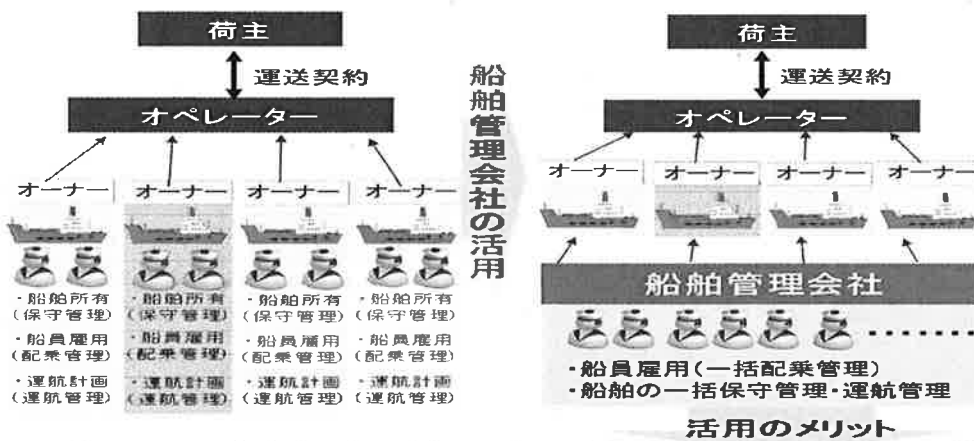 荷主
運送契約
オペレーター
オーナー オーナー オーナー オーナー
・船舶所有 ・船舶所有 ・船舶所有 ・船舶所有
(保守管理) (保守管理) (保守管理) (保守管理)
・船員雇用 ・船員雇用 ・船員雇用 ・船員雇用
(配乗管理) (配乗管理) (配乗管理) (配乗管理)
・運航計画 ・運航計画 ・運航計画 ・運航計画
(運航管理) (運航管理) (運航管理) (運航管理)
船舶管理会社の活用
荷主
運送契約
オペレーター
オーナー オーナー オーナー オーナー
船舶管理会社
・船員雇用(一括配乗管理)
・船舶の一括保守管理・運航管理
活用のメリット